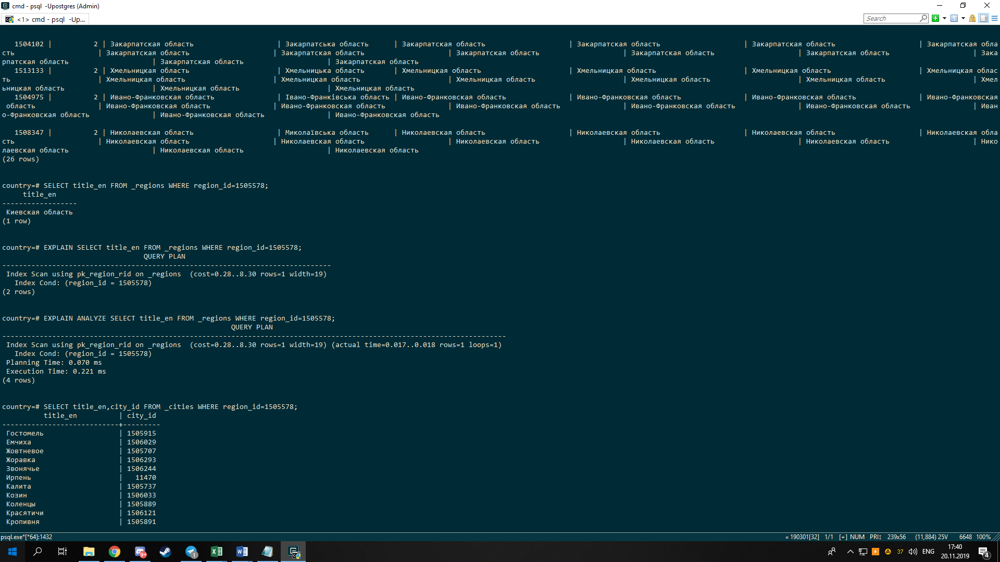 cmd - psql  -Upostgres (Admin)
<1> cmd - psql  -Up...
Search
1504102 |          2 | Закарпатская область                    | Закарпатська область      | Закарпатская область                    | Закарпатская область                    | Закарпатская область                    | Закарпатская обла
сть                    | Закарпатская область                    | Закарпатская область                    | Закарпатская область                    | Закарпатская область                    | Закарпатская область                    | Зака
рпатская область                    | Закарпатская область                    | Закарпатская область
1513133 |          2 | Хмельницкая область                     | Хмельницька область       | Хмельницкая область                     | Хмельницкая область                     | Хмельницкая область                     | Хмельницкая облас
ть                     | Хмельницкая область                     | Хмельницкая область                     | Хмельницкая область                     | Хмельницкая область                     | Хмельницкая область                     | Хмел
ьницкая область                     | Хмельницкая область                     | Хмельницкая область
1504975 |          2 | Ивано-Франковская область               | Івано-Франківська область | Ивано-Франковская область               | Ивано-Франковская область               | Ивано-Франковская область               | Ивано-Франковская
область               | Ивано-Франковская область               | Ивано-Франковская область               | Ивано-Франковская область               | Ивано-Франковская область               | Ивано-Франковская область               | Иван
о-Франковская область               | Ивано-Франковская область               | Ивано-Франковская область
1508347 |          2 | Николаевская область                    | Миколаївська область      | Николаевская область                    | Николаевская область                    | Николаевская область                    | Николаевская обла
сть                    | Николаевская область                    | Николаевская область                    | Николаевская область                    | Николаевская область                    | Николаевская область                    | Нико
лаевская область                    | Николаевская область                    | Николаевская область
(26 rows)
country=# SELECT title_en FROM _regions WHERE region_id=1505578;
title_en
------------------
Киевская область
(1 row)
country=# EXPLAIN SELECT title_en FROM _regions WHERE region_id=1505578;
QUERY PLAN
-------------------------------------------------------------------------------
Index Scan using pk_region_rid on _regions  (cost=0.28..8.30 rows=1 width=19)
Index Cond: (region_id = 1505578)
(2 rows)
country=# EXPLAIN ANALYZE SELECT title_en FROM _regions WHERE region_id=1505578;
QUERY PLAN
-------------------------------------------------------------------------------------------------------------------------
Index Scan using pk_region_rid on _regions  (cost=0.28..8.30 rows=1 width=19) (actual time=0.017..0.018 rows=1 loops=1)
Index Cond: (region_id = 1505578)
Planning Time: 0.070 ms
Execution Time: 0.221 ms
(4 rows)
country=# SELECT title_en,city_id FROM _cities WHERE region_id=1505578;
title_en          | city_id
----------------------------+---------
Гостомель                  | 1505915
Емчиха                     | 1506029
Жовтневое                  | 1505707
Жоравка                    | 1506293
Звонячье                   | 1506244
Ирпень                     |   11470
Калита                     | 1505737
Козин                      | 1506033
Коленцы                    | 1505889
Красятичи                  | 1506121
Кропивня                   | 1505891
psql.exe*[*64]:1432
« 190301[32]  1/1  [+] NUM  PRI↕  239x56  (11,884) 25V  6648  100%
9+
1
37
ENG
17:40
20.11.2019
4